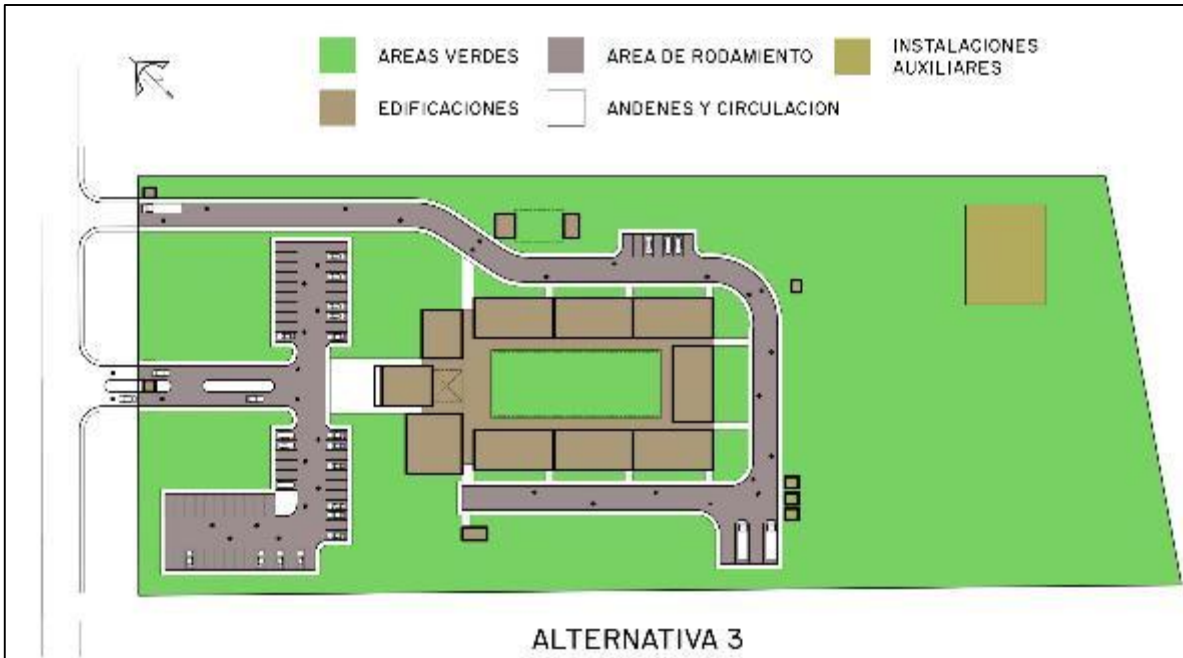 AREAS VERDES
AREA DE RODAMIENTO
INSTALACIONES
AUXILIARES
EDIFICACIONES
ANDENES Y CIRCULACION
ALTERNATIVA 3